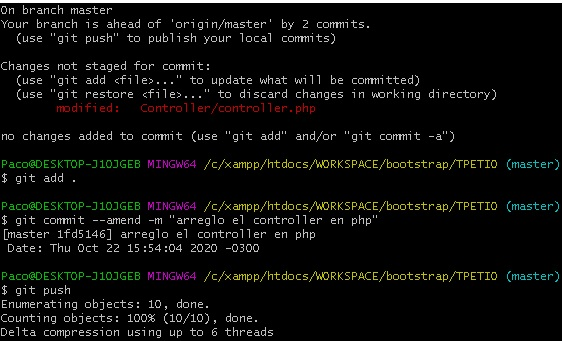 On branch master
Your branch is ahead of 'origin/master' by 2 commits.
  (use "git push" to publish your local commits)

Changes not staged for commit:
  (use "git add <file>..." to update what will be committed)
  (use "git restore <file>..." to discard changes in working directory)
        modified:   Controller/controller.php

no changes added to commit (use "git add" and/or "git commit -a")

Paco@DESKTOP-J1OJGEB MINGW64 /c/xampp/htdocs/WORKSPACE/bootstrap/TPETIO (master)
$ git add .

Paco@DESKTOP-J1OJGEB MINGW64 /c/xampp/htdocs/WORKSPACE/bootstrap/TPETIO (master)
$ git commit --amend -m "arreglo el controller en php"
[master 1fd5146] arreglo el controller en php
 Date: Thu Oct 22 15:54:04 2020 -0300

Paco@DESKTOP-J1OJGEB MINGW64 /c/xampp/htdocs/WORKSPACE/bootstrap/TPETIO (master)
$ git push
Enumerating objects: 10, done.
Counting objects: 100% (10/10), done.
Delta compression using up to 6 threads